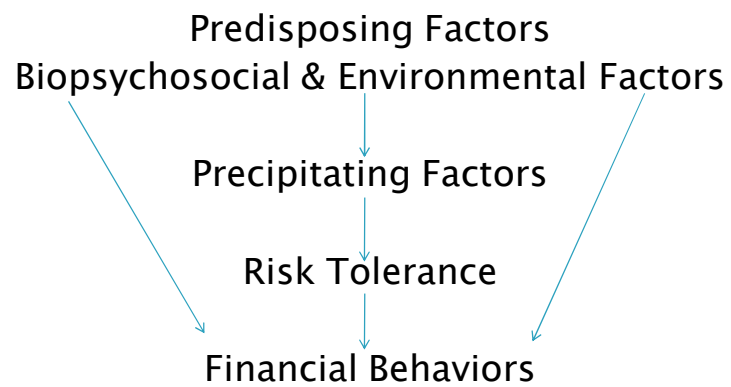 Predisposing Factors
Biopsychosocial & Environmental Factors
Precipitating Factors
Risk Tolerance
Financial Behaviors